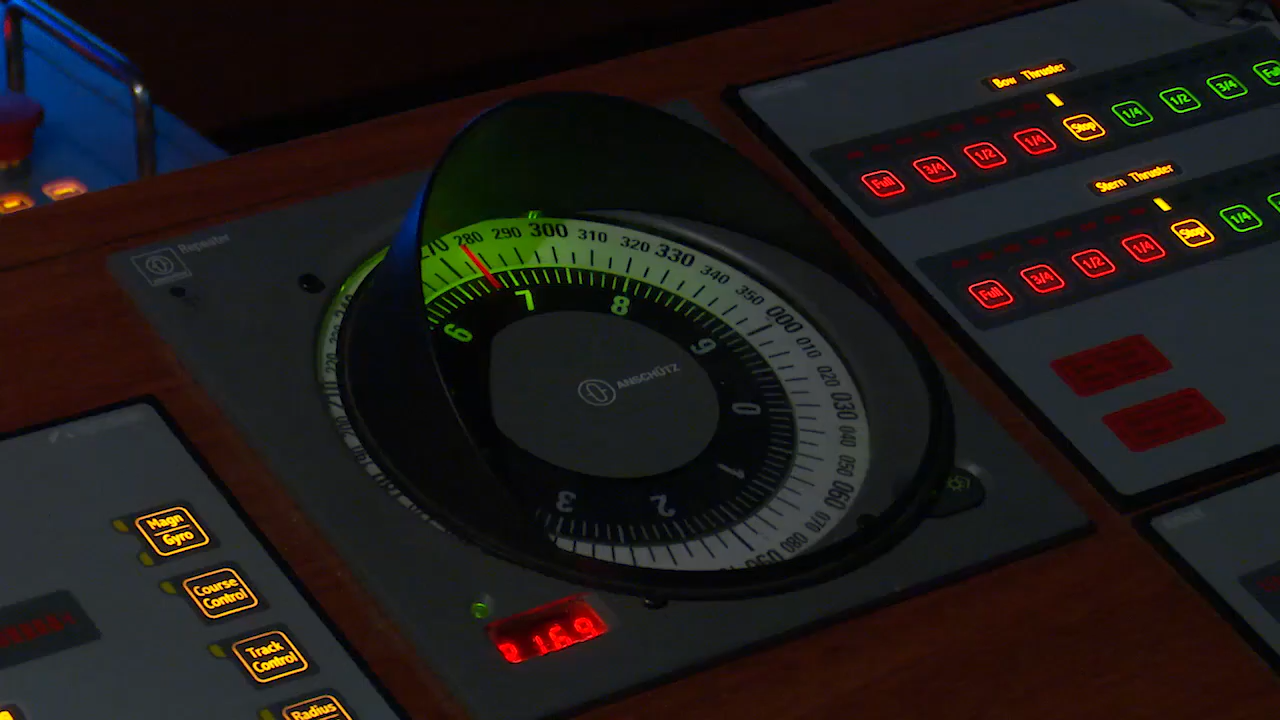 Repeater
Bow Thruster
Full 3/4 1/2 1/4 Stop 1/4 1/2 3/4
Stern Thruster
Full 3/4 1/2 1/4 Stop 1/4
280 290 300 310 320 330 340 350 000 010 020 030 040 050 060 070 080 090
6 7 8 9 0 1 2 3
ANSCHÜTZ
Magn
Gyro
Course
Control
Track
Control
Radius